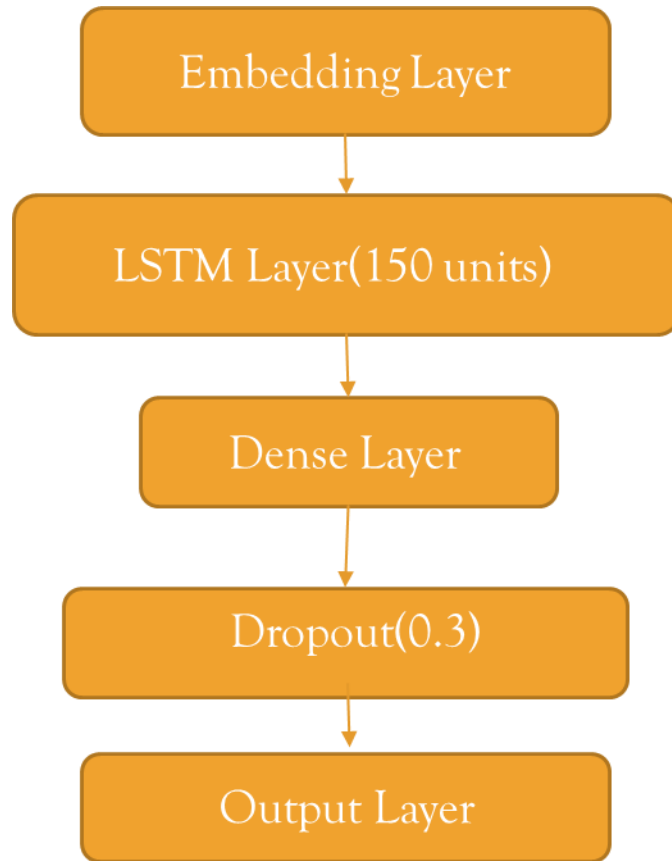 Embedding Layer
LSTM Layer(150 units)
Dense Layer
Dropout(0.3)
Output Layer